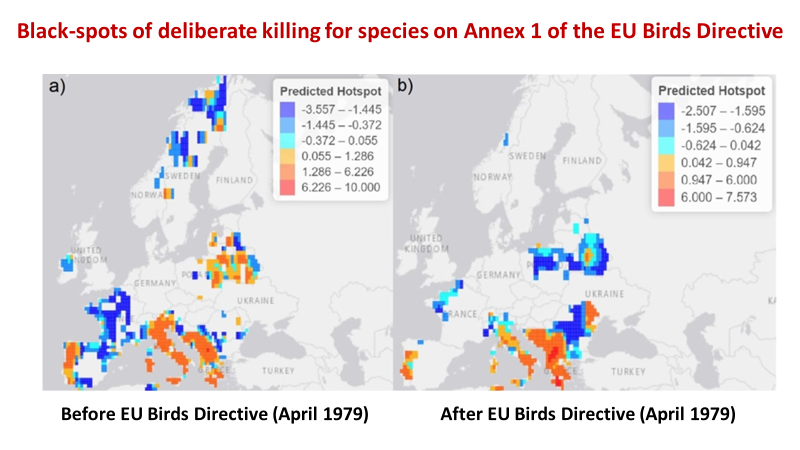 Black-spots of deliberate killing for species on Annex 1 of the EU Birds Directive
a)
Predicted Hotspot
-3.557 – -1.445
-1.445 – -0.372
-0.372 – 0.055
0.055 – 1.286
1.286 – 6.226
6.226 – 10.000
SWEDEN
FINLAND
NORWA
UNITED
KINGDOM
GERMANY
UKRAINE
TURKEY
b)
Predicted Hotspot
-2.507 – -1.595
-1.595 – -0.624
-0.624 – 0.042
0.042 – 0.947
0.947 – 6.000
6.000 – 7.573
SWEDEN
FINLAND
NORWAY
UNITED
KINGDOM
GERMANY
UKRAINE
RANCE
TURKEY
Before EU Birds Directive (April 1979)
After EU Birds Directive (April 1979)